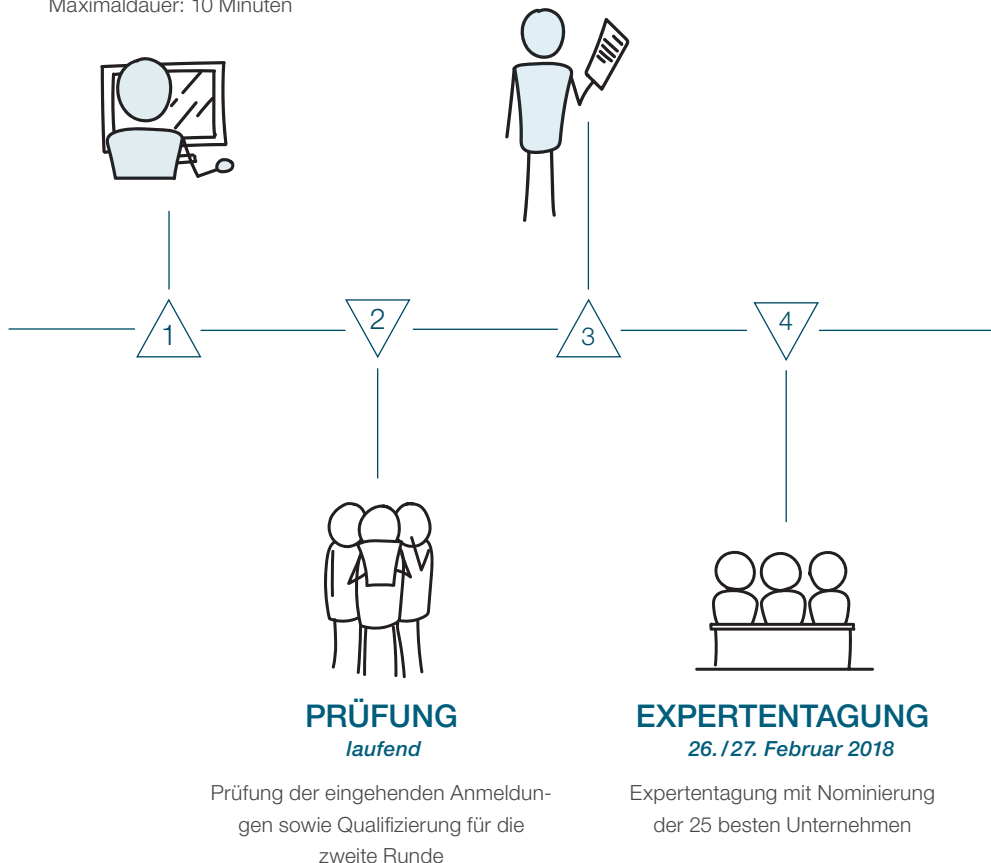 Maximaldauer: 10 Minuten
1
2
3
4
PRÜFUNG
laufend
Prüfung der eingehenden Anmeldun-
gen sowie Qualifizierung für die
zweite Runde
EXPERTENTAGUNG
26. / 27. Februar 2018
Expertentagung mit Nominierung
der 25 besten Unternehmen